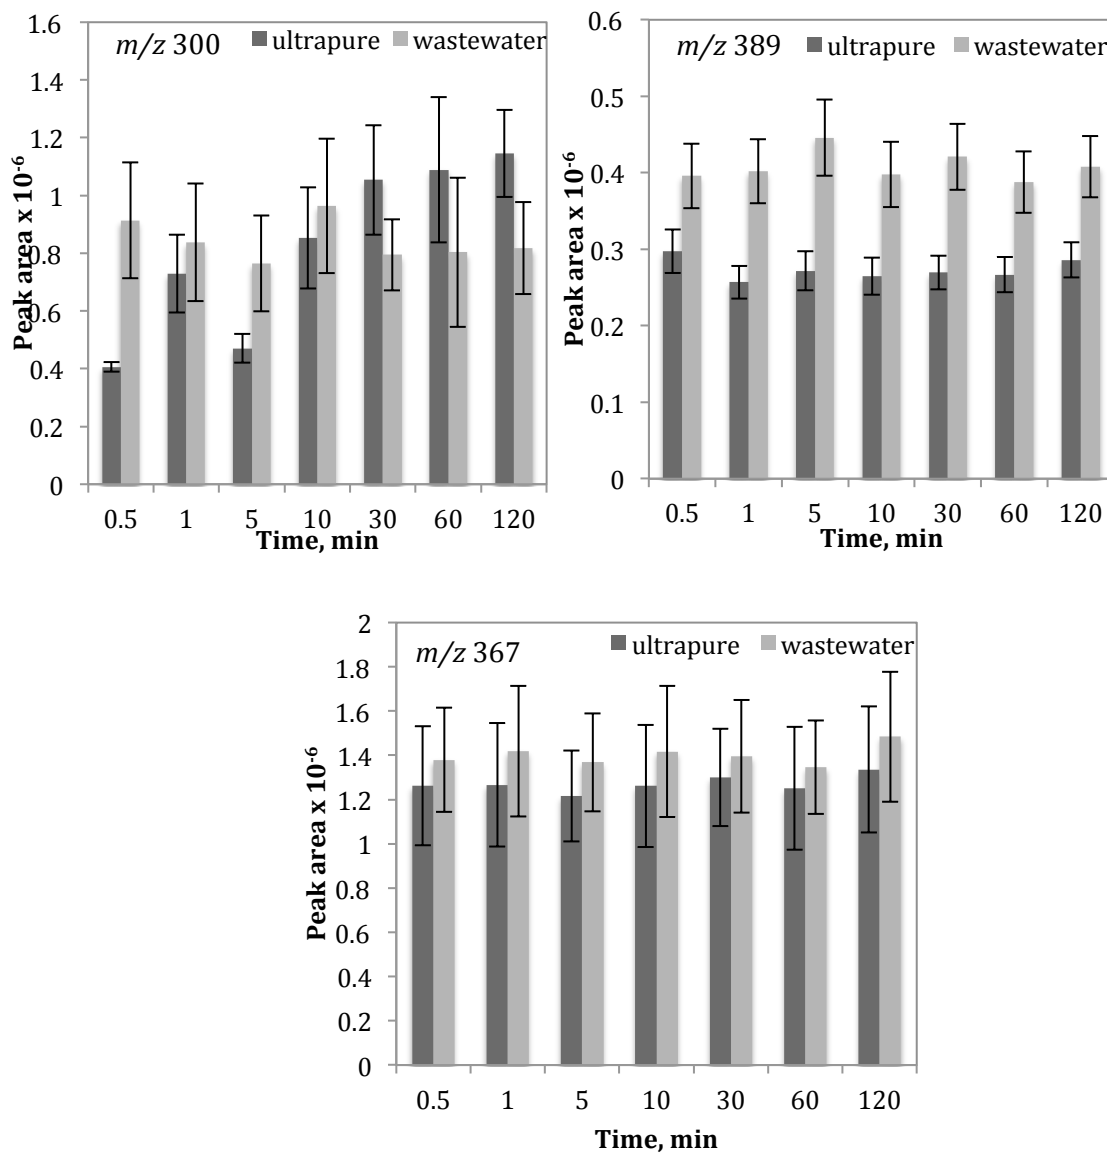 m/z 300 ultrapure wastewater
1.6
1.4
1.2
1
0.8
0.6
0.4
0.2
0
Peak area x 10-6
0.5 1 5 10 30 60 120
Time, min
m/z 389 ultrapure wastewater
0.6
0.5
0.4
0.3
0.2
0.1
0
Peak area x 10-6
0.5 1 5 10 30 60 120
Time, min
m/z 367 ultrapure wastewater
2
1.8
1.6
1.4
1.2
1
0.8
0.6
0.4
0.2
0
Peak area x 10-6
0.5 1 5 10 30 60 120
Time, min